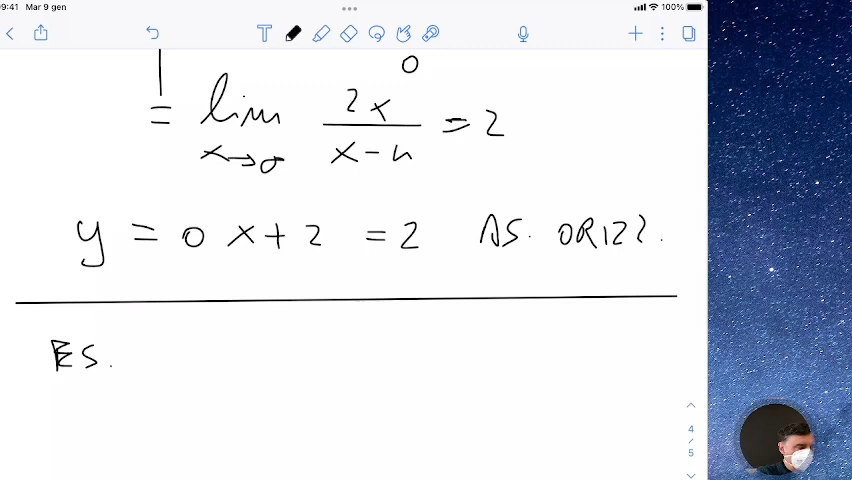 09:41 Mar 9 gen 100%
0
= lim 2x / x-4 = 2
x→0
y = 0 x + 2 = 2 AS. ORIZZ.
ES.
4
/
5